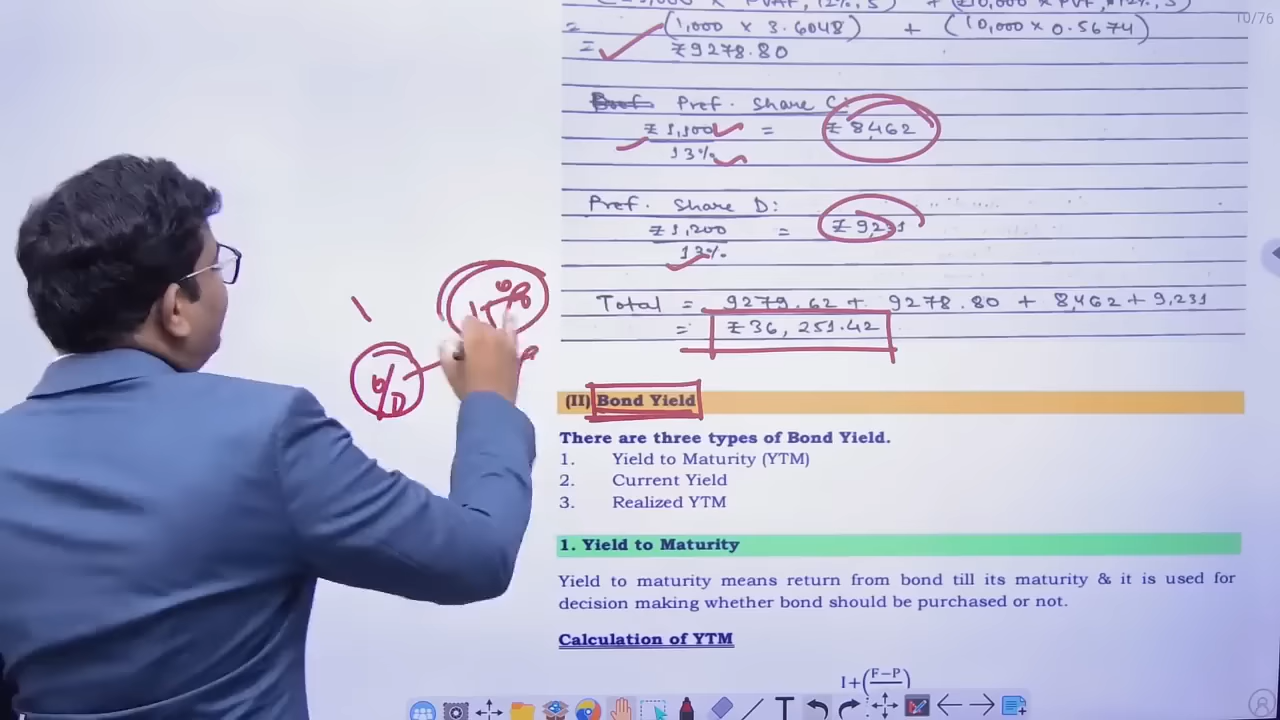 10/76
= (1,000 × 3.6048) + (10,000 × 0.5674)
= ₹9278.80
Pref. Share C:
₹1,100 = ₹8,462
13%
Pref. Share D:
₹1,200 = ₹9,231
13%
Total = 9279.62 + 9278.80 + 8,462 + 9,231
= ₹36,251.42
(II) Bond Yield
There are three types of Bond Yield.
1. Yield to Maturity (YTM)
2. Current Yield
3. Realized YTM
1. Yield to Maturity
Yield to maturity means return from bond till its maturity & it is used for
decision making whether bond should be purchased or not.
Calculation of YTM
I+(F−P)